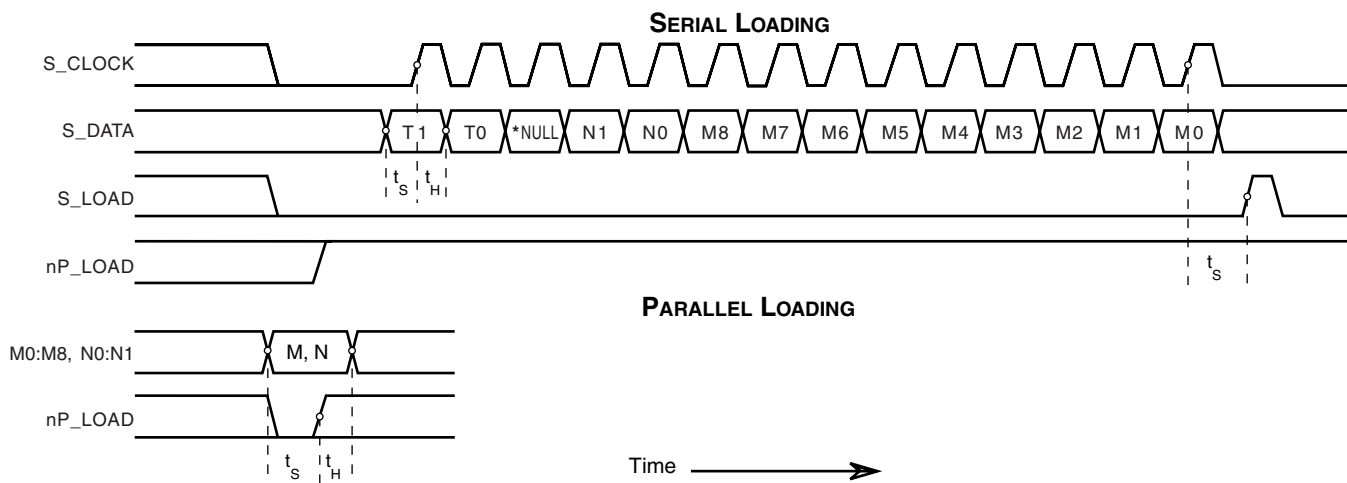 SERIAL LOADING
S_CLOCK
S_DATA T1 T0 *NULL N1 N0 M8 M7 M6 M5 M4 M3 M2 M1 M0
tS tH
S_LOAD
nP_LOAD
tS
PARALLEL LOADING
M0:M8, N0:N1 M, N
nP_LOAD
tS tH
Time